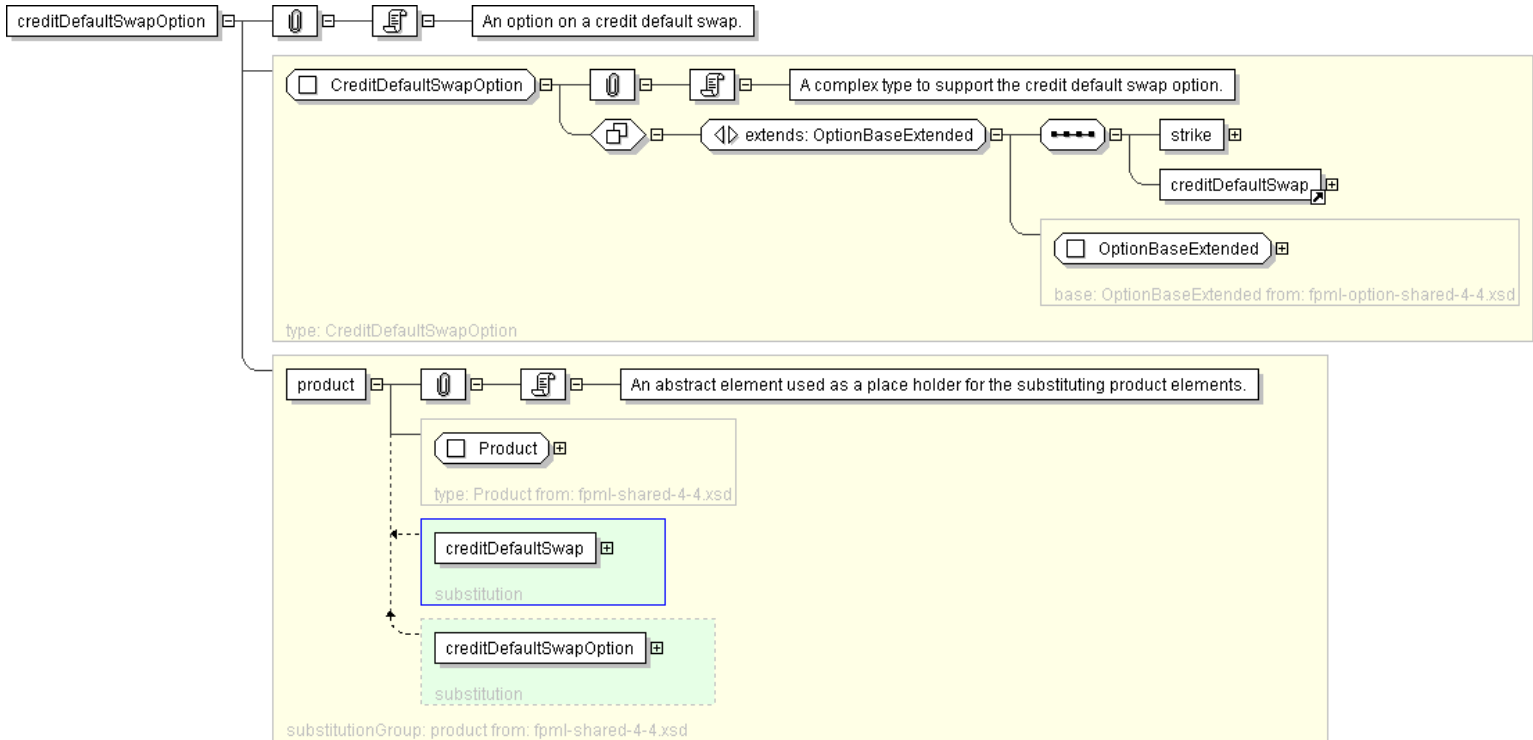 creditDefaultSwapOption
An option on a credit default swap.
CreditDefaultSwapOption
A complex type to support the credit default swap option.
extends: OptionBaseExtended
strike
creditDefaultSwap
OptionBaseExtended
base: OptionBaseExtended from: fpml-option-shared-4-4.xsd
type: CreditDefaultSwapOption
product
An abstract element used as a place holder for the substituting product elements.
Product
type: Product from: fpml-shared-4-4.xsd
creditDefaultSwap
substitution
creditDefaultSwapOption
substitution
substitutionGroup: product from: fpml-shared-4-4.xsd